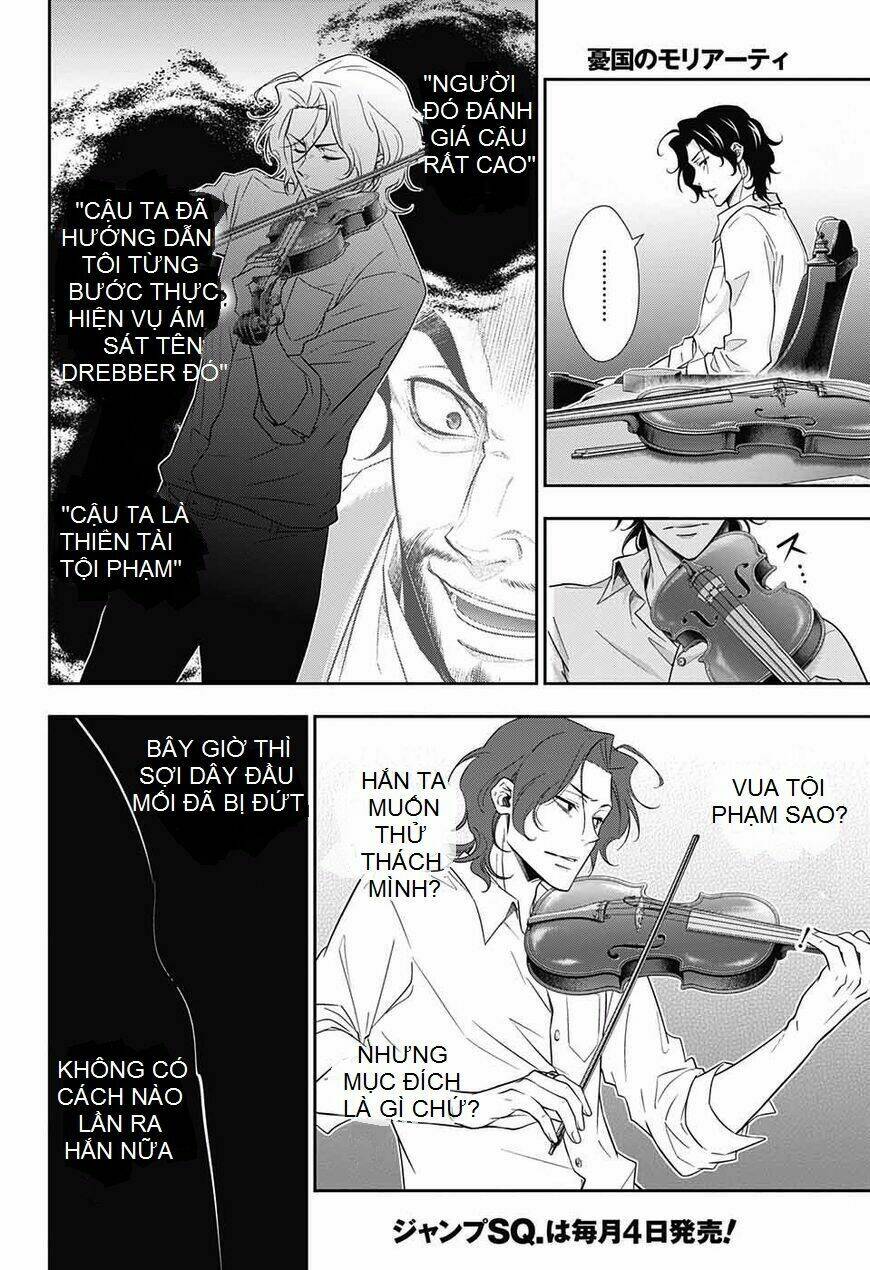 憂国のモリアーティ
…………
ス…
"NGƯỜI
ĐÓ ĐÁNH
GIÁ CẬU
RẤT CAO"
"CẬU TA ĐÃ
HƯỚNG DẪN
TÔI TỪNG
BƯỚC THỰC
HIỆN VỤ ÁM
SÁT TÊN
DREBBER ĐÓ"
"CẬU TA LÀ
THIÊN TÀI
TỘI PHẠM"
VUA TỘI
PHẠM SAO?
HẮN TA
MUỐN
THỬ
THÁCH
MÌNH?
!
NHƯNG
MỤC ĐÍCH
LÀ GÌ CHỨ?
BÂY GIỜ THÌ
SỢI DÂY ĐẦU
MỐI ĐÃ BỊ ĐỨT
KHÔNG CÓ
CÁCH NÀO
LẦN RA
HẮN NỮA
ジャンプSQ.は毎月4日発売!